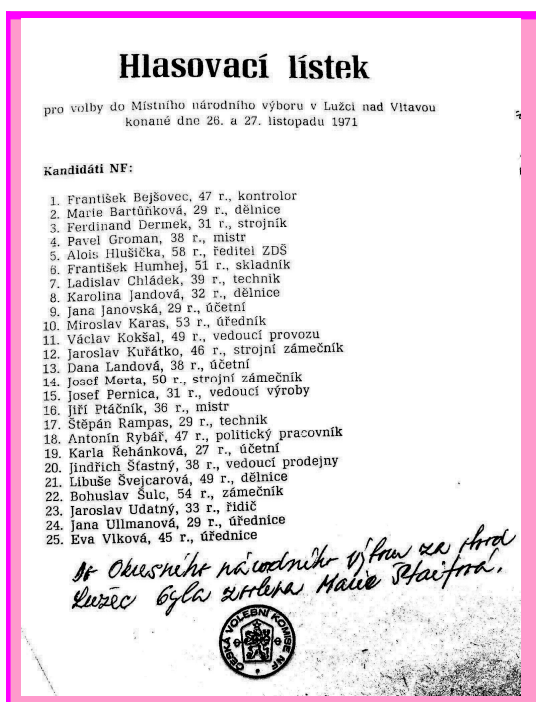 Hlasovací lístek
pro volby do Místního národního výboru v Lužci nad Vltavou
konané dne 26. a 27. listopadu 1971
Kandidáti NF:
1. František Bejšovec, 47 r., kontrolor
2. Marie Bartůňková, 29 r., dělnice
3. Ferdinand Dermek, 31 r., strojník
4. Pavel Groman, 38 r., mistr
5. Alois Hlušička, 58 r., ředitel ZDŠ
6. František Humhej, 51 r., skladník
7. Ladislav Chládek, 39 r., technik
8. Karolina Jandová, 32 r., dělnice
9. Jana Janovská, 29 r., účetní
10. Miroslav Karas, 53 r., úředník
11. Václav Kokšal, 49 r., vedoucí provozu
12. Jaroslav Kuřátko, 46 r., strojní zámečník
13. Dana Landová, 38 r., účetní
14. Josef Merta, 50 r., strojní zámečník
15. Josef Pernica, 31 r., vedoucí výroby
16. Jiří Ptáčník, 36 r., mistr
17. Štěpán Rampas, 29 r., technik
18. Antonín Rybář, 47 r., politický pracovník
19. Karla Řehánková, 27 r., účetní
20. Jindřich Šťastný, 38 r., vedoucí prodejny
21. Libuše Švejcarová, 49 r., dělnice
22. Bohuslav Šulc, 54 r., zámečník
23. Jaroslav Udatný, 33 r., řidič
24. Jana Ullmanová, 29 r., úřednice
25. Eva Vlková, 45 r., úřednice
Do Okresního národního výboru za obvod
Lužec byla zvolena Marie
VOLEBNÍ KOMISE NF